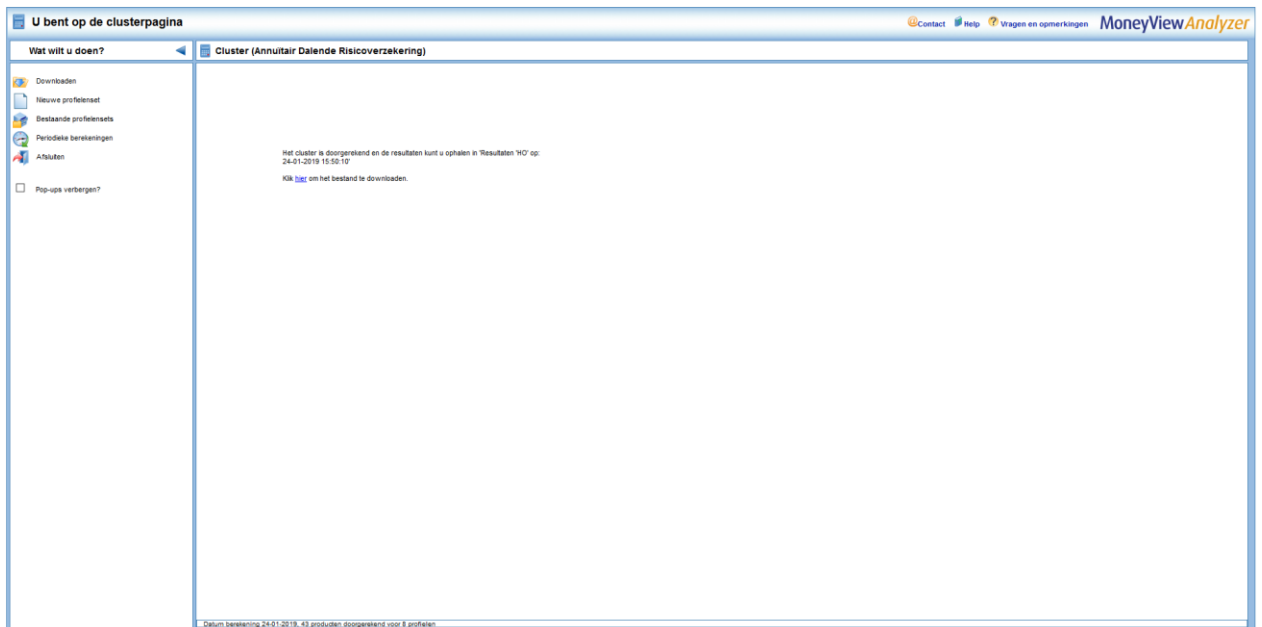 U bent op de clusterpagina
@Contact Help Vragen en opmerkingen MoneyViewAnalyzer
Wat wilt u doen?
Cluster (Annuïtair Dalende Risicoverzekering)
Downloaden
Nieuwe profielenset
Bestaande profielensets
Periodieke berekeningen
Afsluiten
Pop-ups verbergen?
Het cluster is doorgerekend en de resultaten kunt u ophalen in 'Resultaten 'HO' op:
24-01-2019 15:50:10'
Klik hier om het bestand te downloaden.
Datum berekening 24-01-2019, 43 producten doorgerekend voor 8 profielen